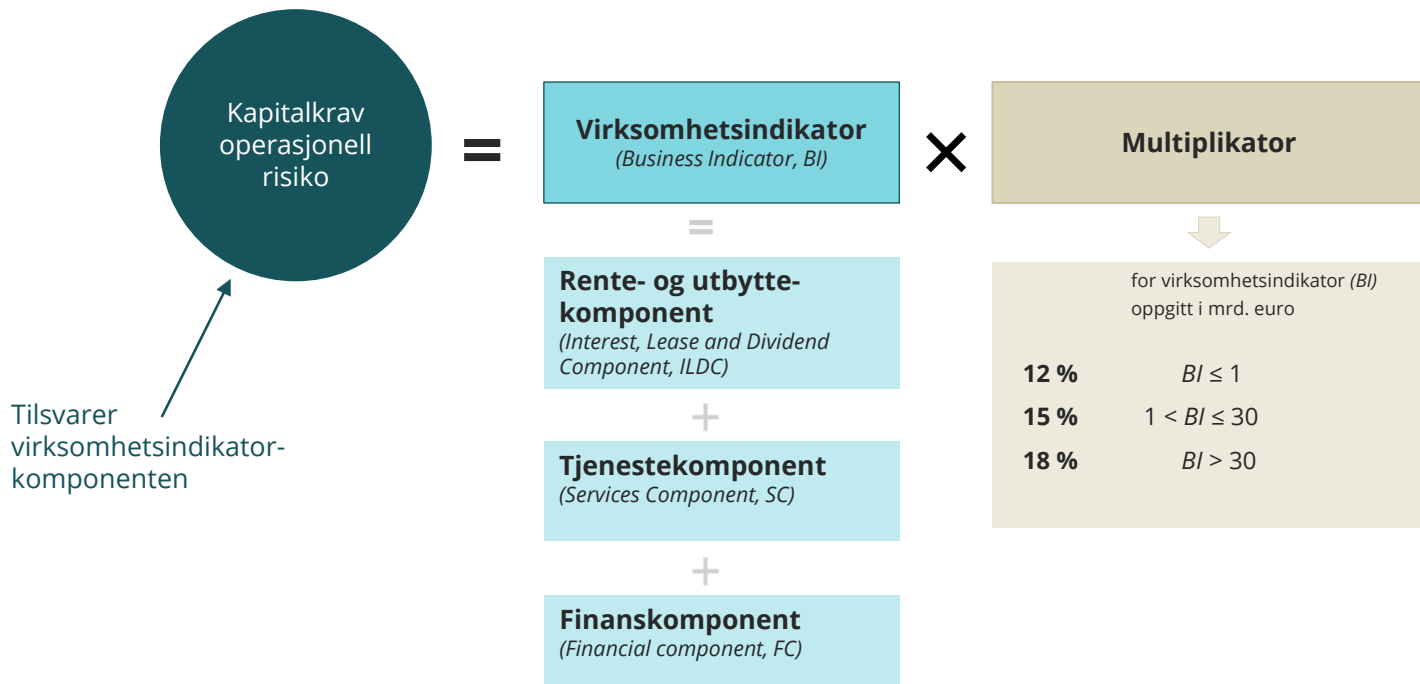 Kapitalkrav
operasjonell
risiko
=
Virksomhetsindikator
(Business Indicator, BI)
×
Multiplikator
=
Rente- og utbytte-
komponent
(Interest, Lease and Dividend
Component, ILDC)
+
Tjenestekomponent
(Services Component, SC)
+
Finanskomponent
(Financial component, FC)
for virksomhetsindikator (BI)
oppgitt i mrd. euro
12 % BI ≤ 1
15 % 1 < BI ≤ 30
18 % BI > 30
Tilsvarer
virksomhetsindikator-
komponenten